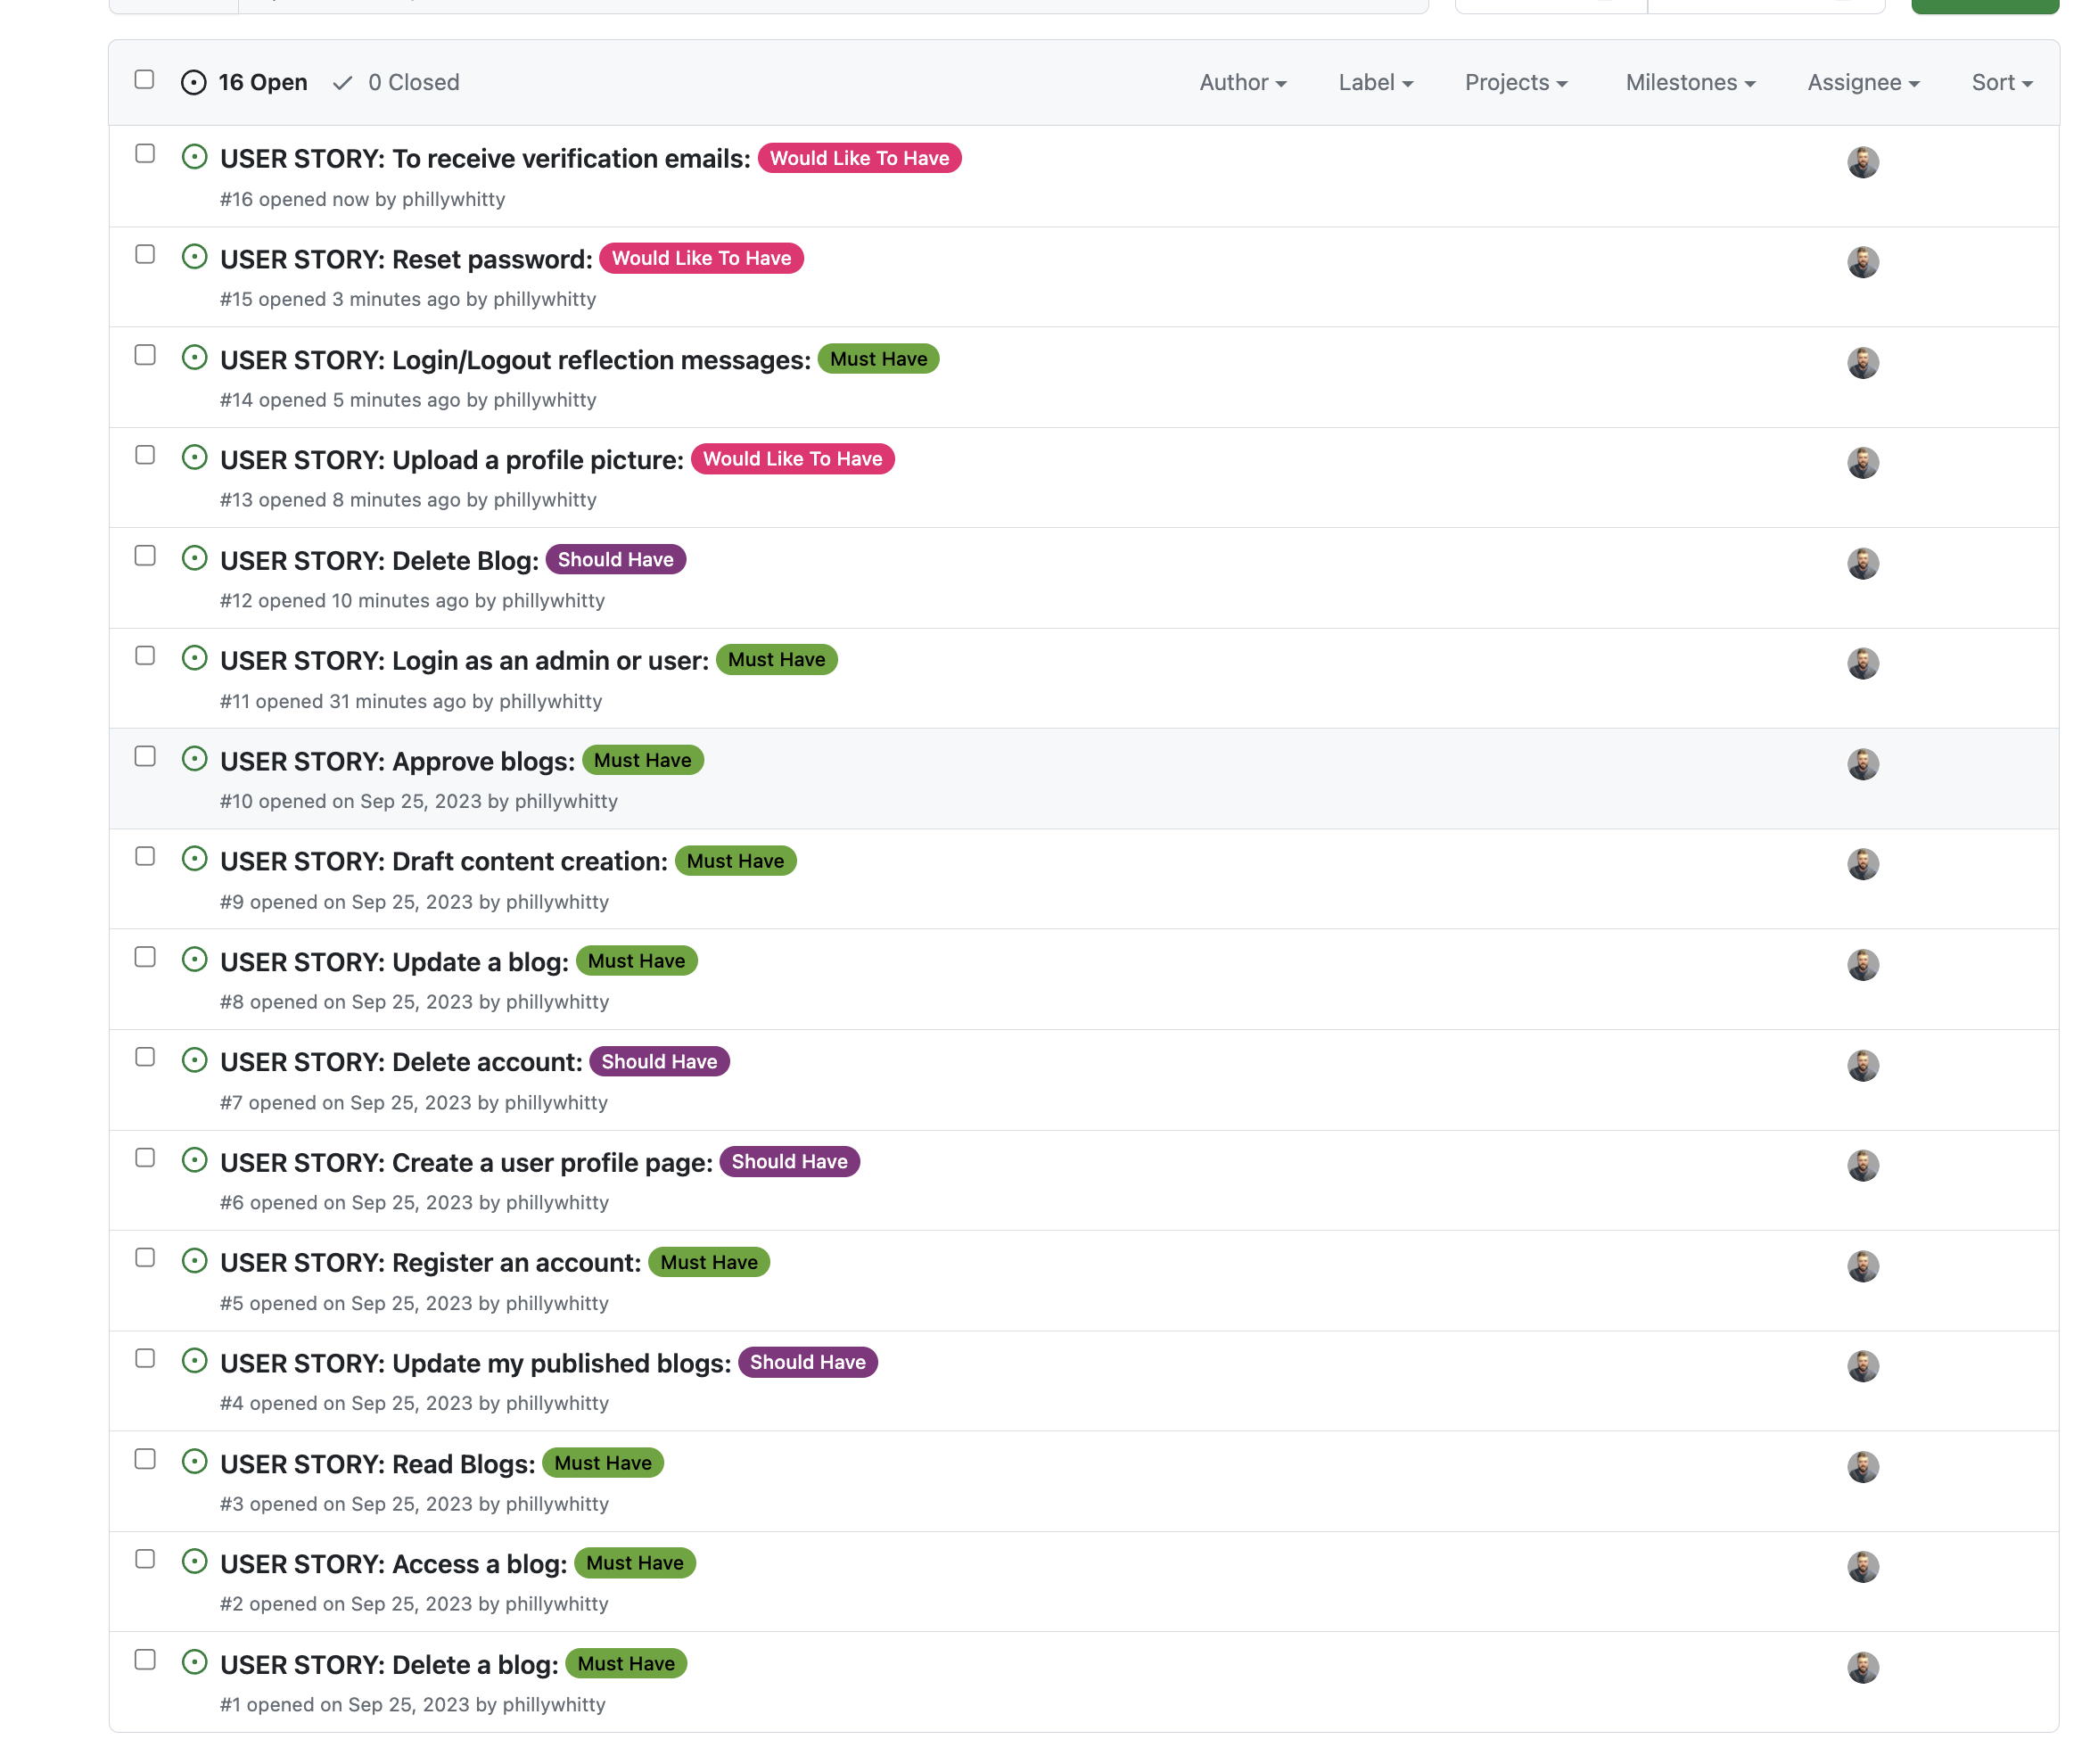 16 Open 0 Closed Author Label Projects Milestones Assignee Sort
USER STORY: To receive verification emails: Would Like To Have
#16 opened now by phillywhitty
USER STORY: Reset password: Would Like To Have
#15 opened 3 minutes ago by phillywhitty
USER STORY: Login/Logout reflection messages: Must Have
#14 opened 5 minutes ago by phillywhitty
USER STORY: Upload a profile picture: Would Like To Have
#13 opened 8 minutes ago by phillywhitty
USER STORY: Delete Blog: Should Have
#12 opened 10 minutes ago by phillywhitty
USER STORY: Login as an admin or user: Must Have
#11 opened 31 minutes ago by phillywhitty
USER STORY: Approve blogs: Must Have
#10 opened on Sep 25, 2023 by phillywhitty
USER STORY: Draft content creation: Must Have
#9 opened on Sep 25, 2023 by phillywhitty
USER STORY: Update a blog: Must Have
#8 opened on Sep 25, 2023 by phillywhitty
USER STORY: Delete account: Should Have
#7 opened on Sep 25, 2023 by phillywhitty
USER STORY: Create a user profile page: Should Have
#6 opened on Sep 25, 2023 by phillywhitty
USER STORY: Register an account: Must Have
#5 opened on Sep 25, 2023 by phillywhitty
USER STORY: Update my published blogs: Should Have
#4 opened on Sep 25, 2023 by phillywhitty
USER STORY: Read Blogs: Must Have
#3 opened on Sep 25, 2023 by phillywhitty
USER STORY: Access a blog: Must Have
#2 opened on Sep 25, 2023 by phillywhitty
USER STORY: Delete a blog: Must Have
#1 opened on Sep 25, 2023 by phillywhitty